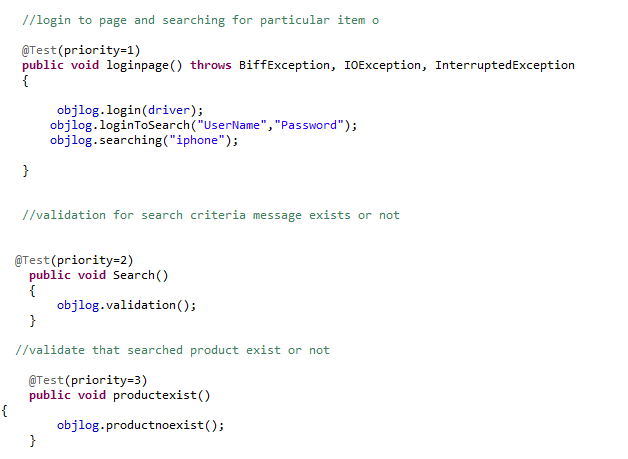 //login to page and searching for particular item o
@Test(priority=1)
public void loginpage() throws BiffException, IOException, InterruptedException
{
objlog.login(driver);
objlog.loginToSearch("UserName","Password");
objlog.searching("iphone");
}
//validation for search criteria message exists or not
@Test(priority=2)
public void Search()
{
objlog.validation();
}
//validate that searched product exist or not
@Test(priority=3)
public void productexist()
{
objlog.productnoexist();
}